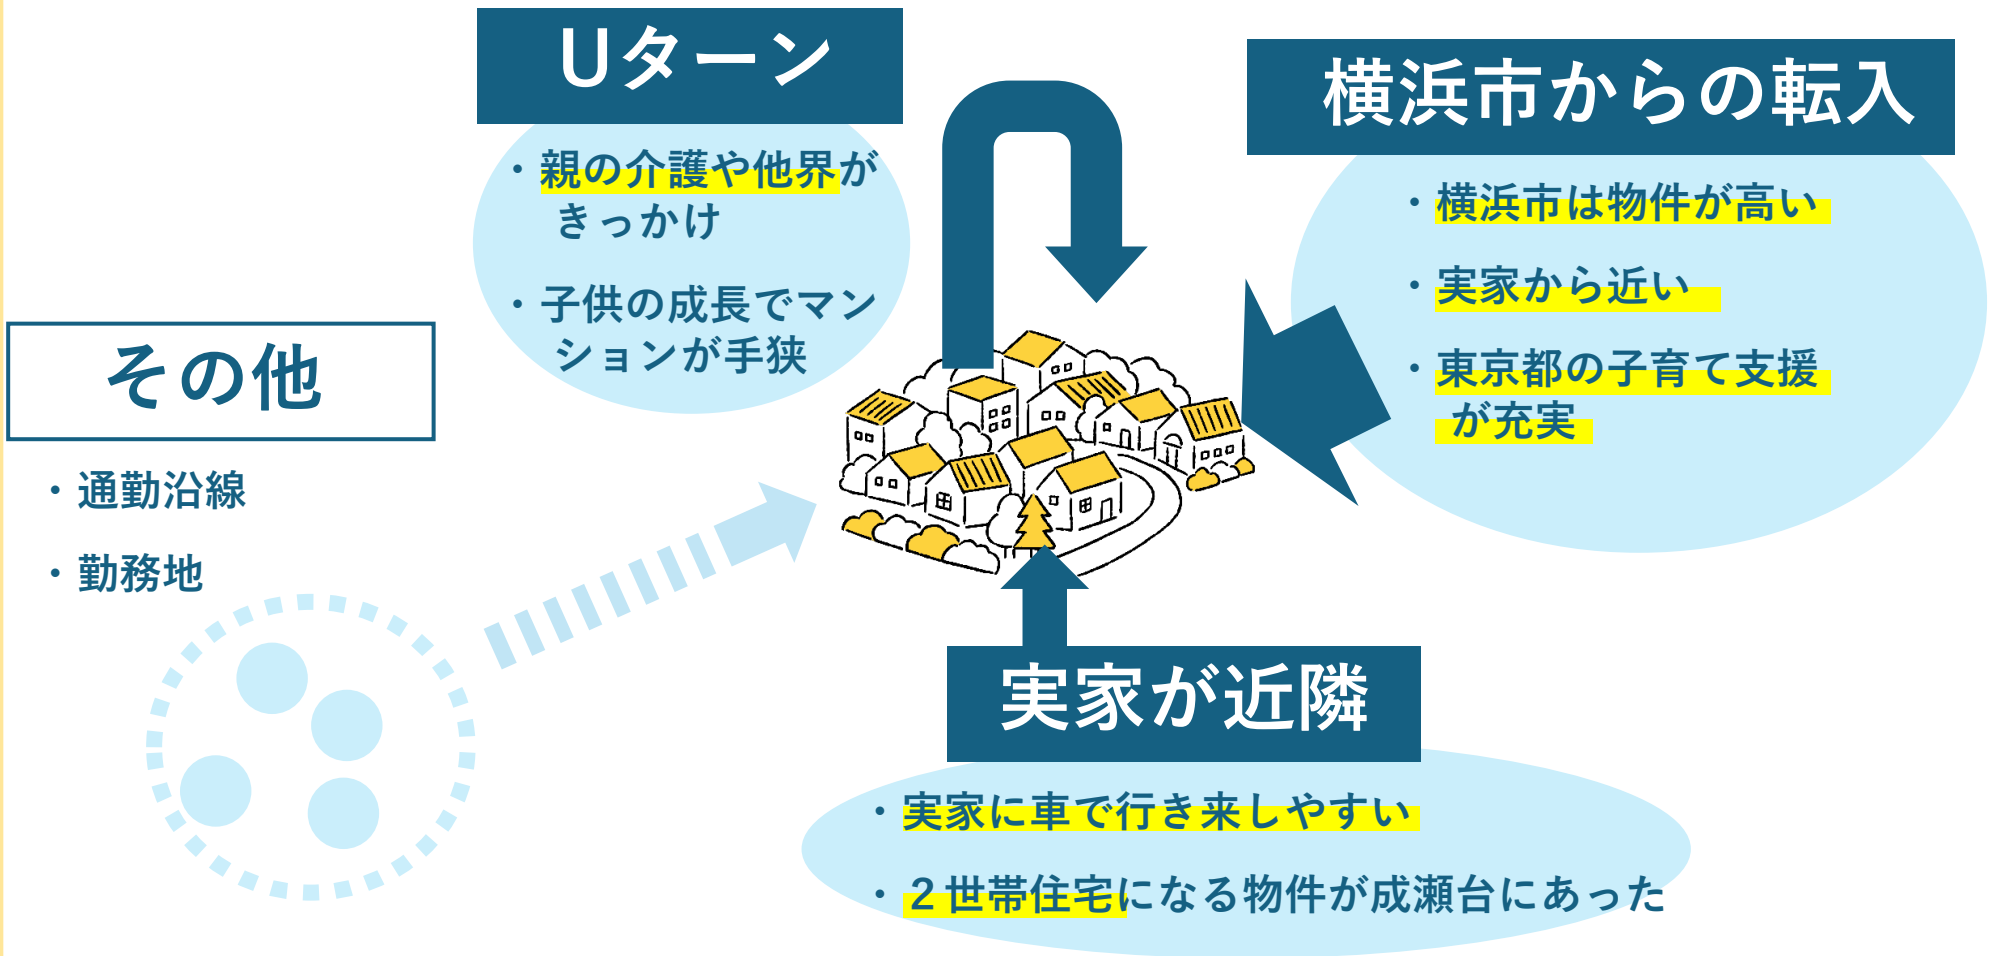 Uターン
・親の介護や他界が
きっかけ
・子供の成長でマン
ションが手狭
横浜市からの転入
・横浜市は物件が高い
・実家から近い
・東京都の子育て支援
が充実
その他
・通勤沿線
・勤務地
実家が近隣
・実家に車で行き来しやすい
・２世帯住宅になる物件が成瀬台にあった